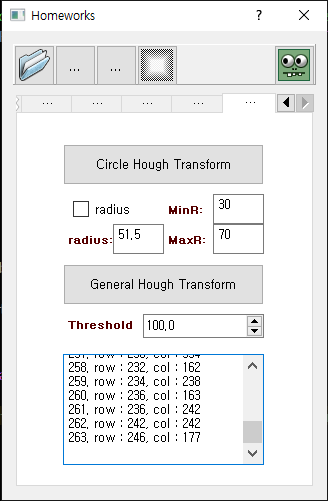 Homeworks
... ...
... ... ... ... ...
Circle Hough Transform
radius MinR: 30
radius: 51,5 MaxR: 70
General Hough Transform
Threshold 100,0
258, row : 232, col : 162
259, row : 234, col : 238
260, row : 236, col : 163
261, row : 236, col : 242
262, row : 242, col : 242
263, row : 246, col : 177